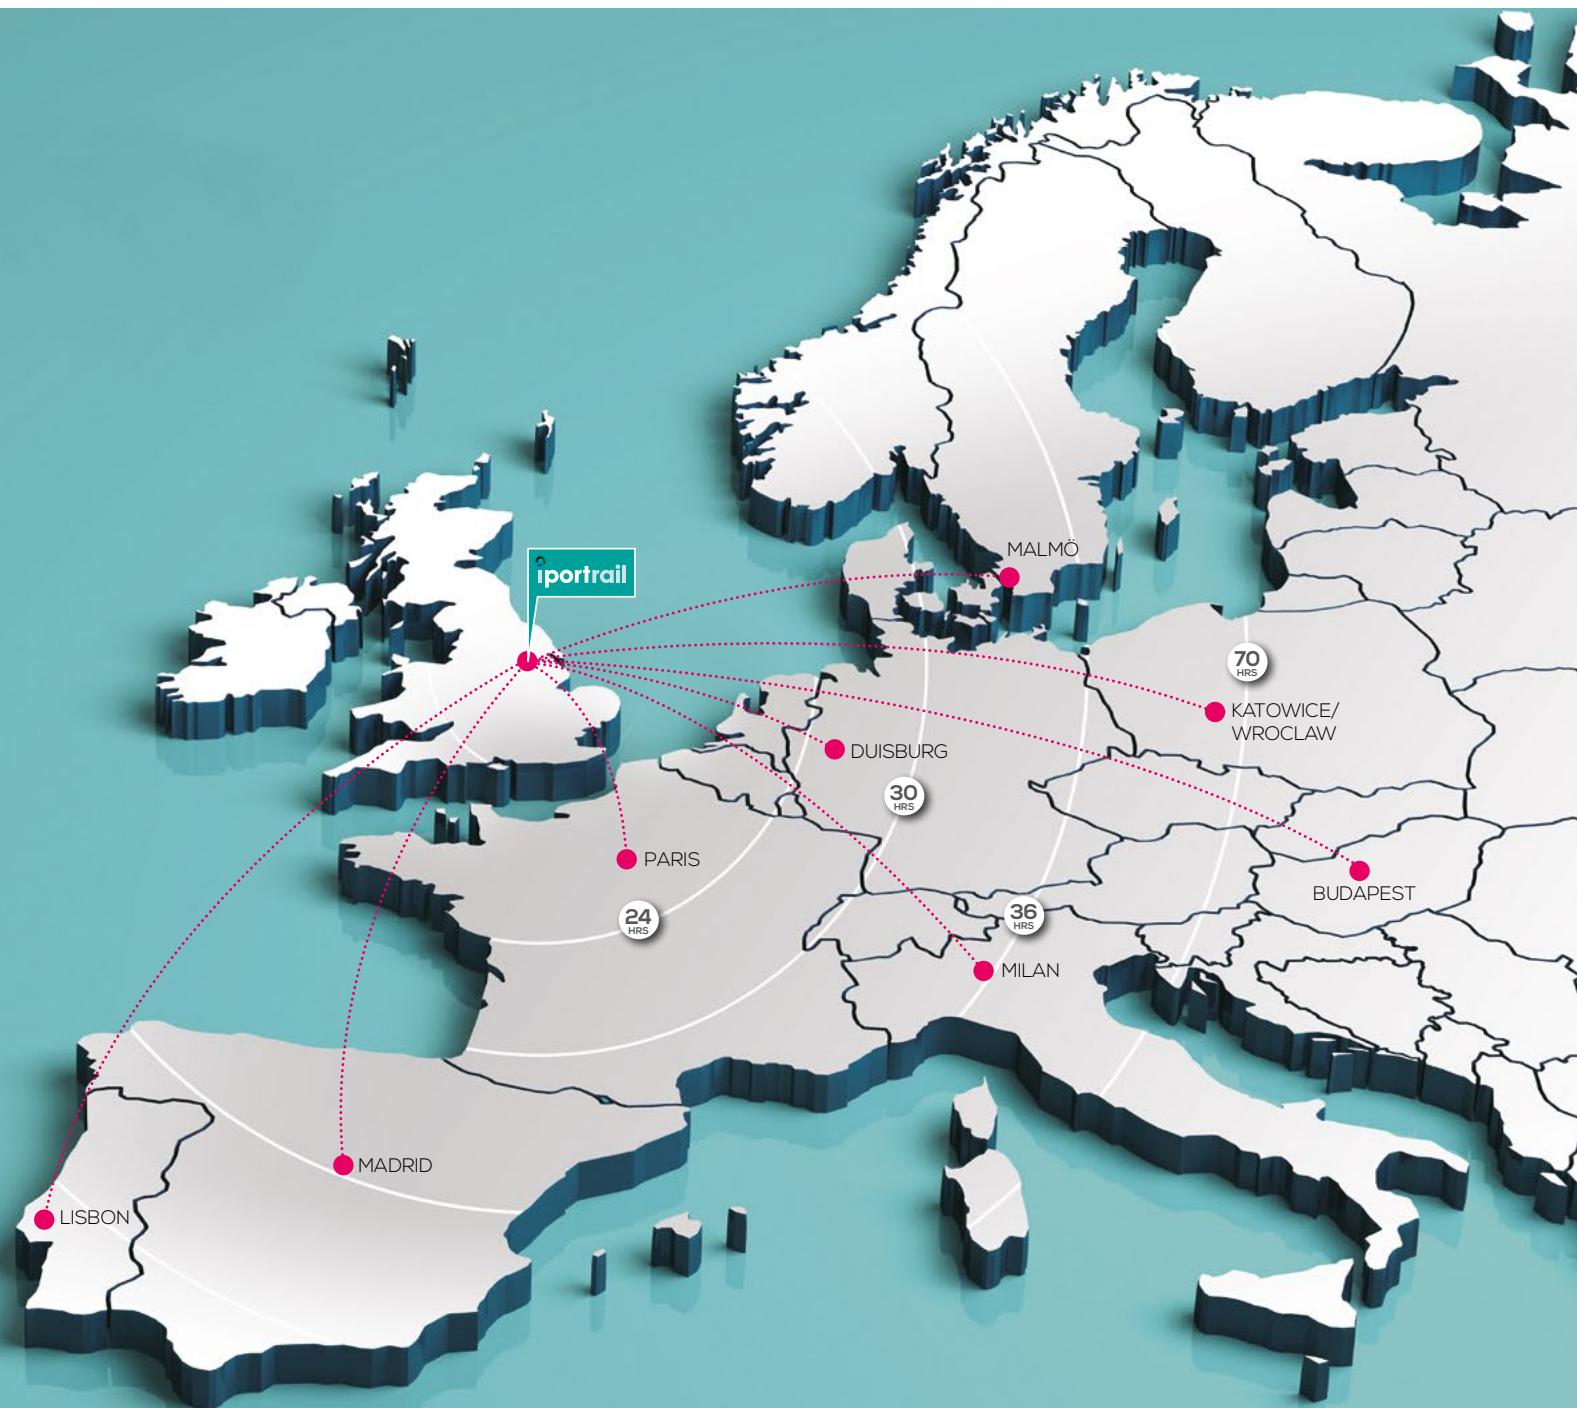 MALMÖ
iportrail
70
HRS
KATOWICE/
WROCLAW
DUISBURG
30
HRS
PARIS
BUDAPEST
24
HRS
36
HRS
MILAN
MADRID
LISBON